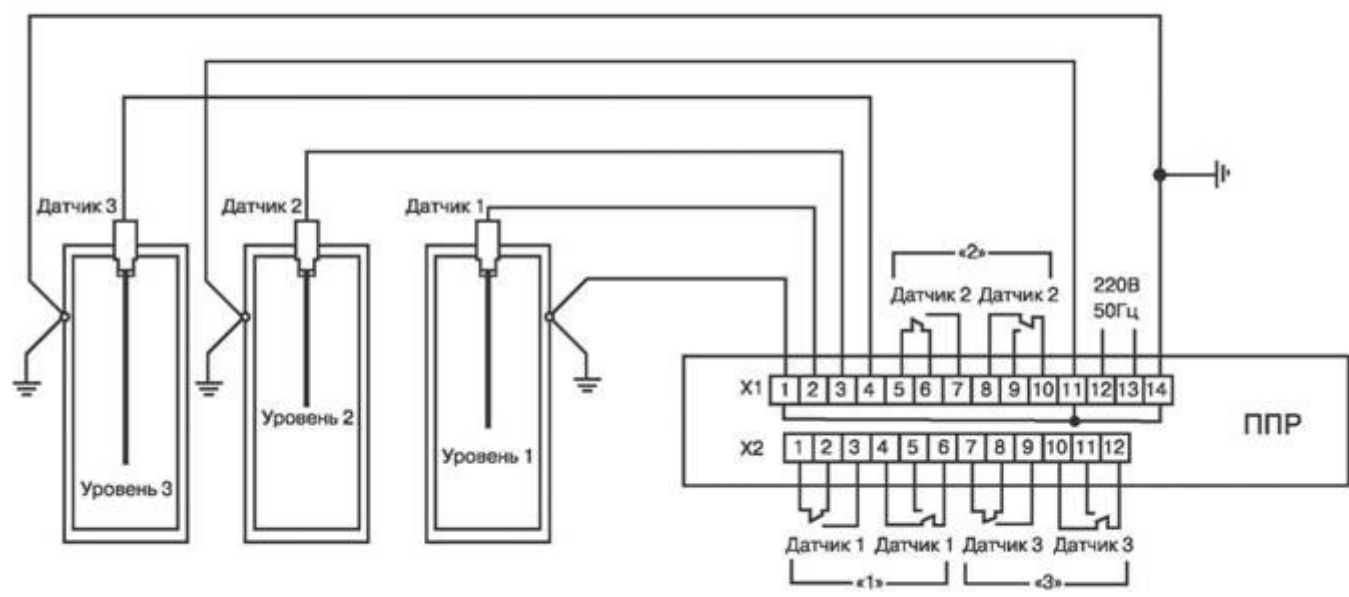 Датчик 3
Датчик 2
Датчик 1
Уровень 3
Уровень 2
Уровень 1
«2»
Датчик 2 Датчик 2
220В
50Гц
X1 1 2 3 4 5 6 7 8 9 10 11 12 13 14
ППР
X2 1 2 3 4 5 6 7 8 9 10 11 12
Датчик 1 Датчик 1 Датчик 3 Датчик 3
«1» «3»